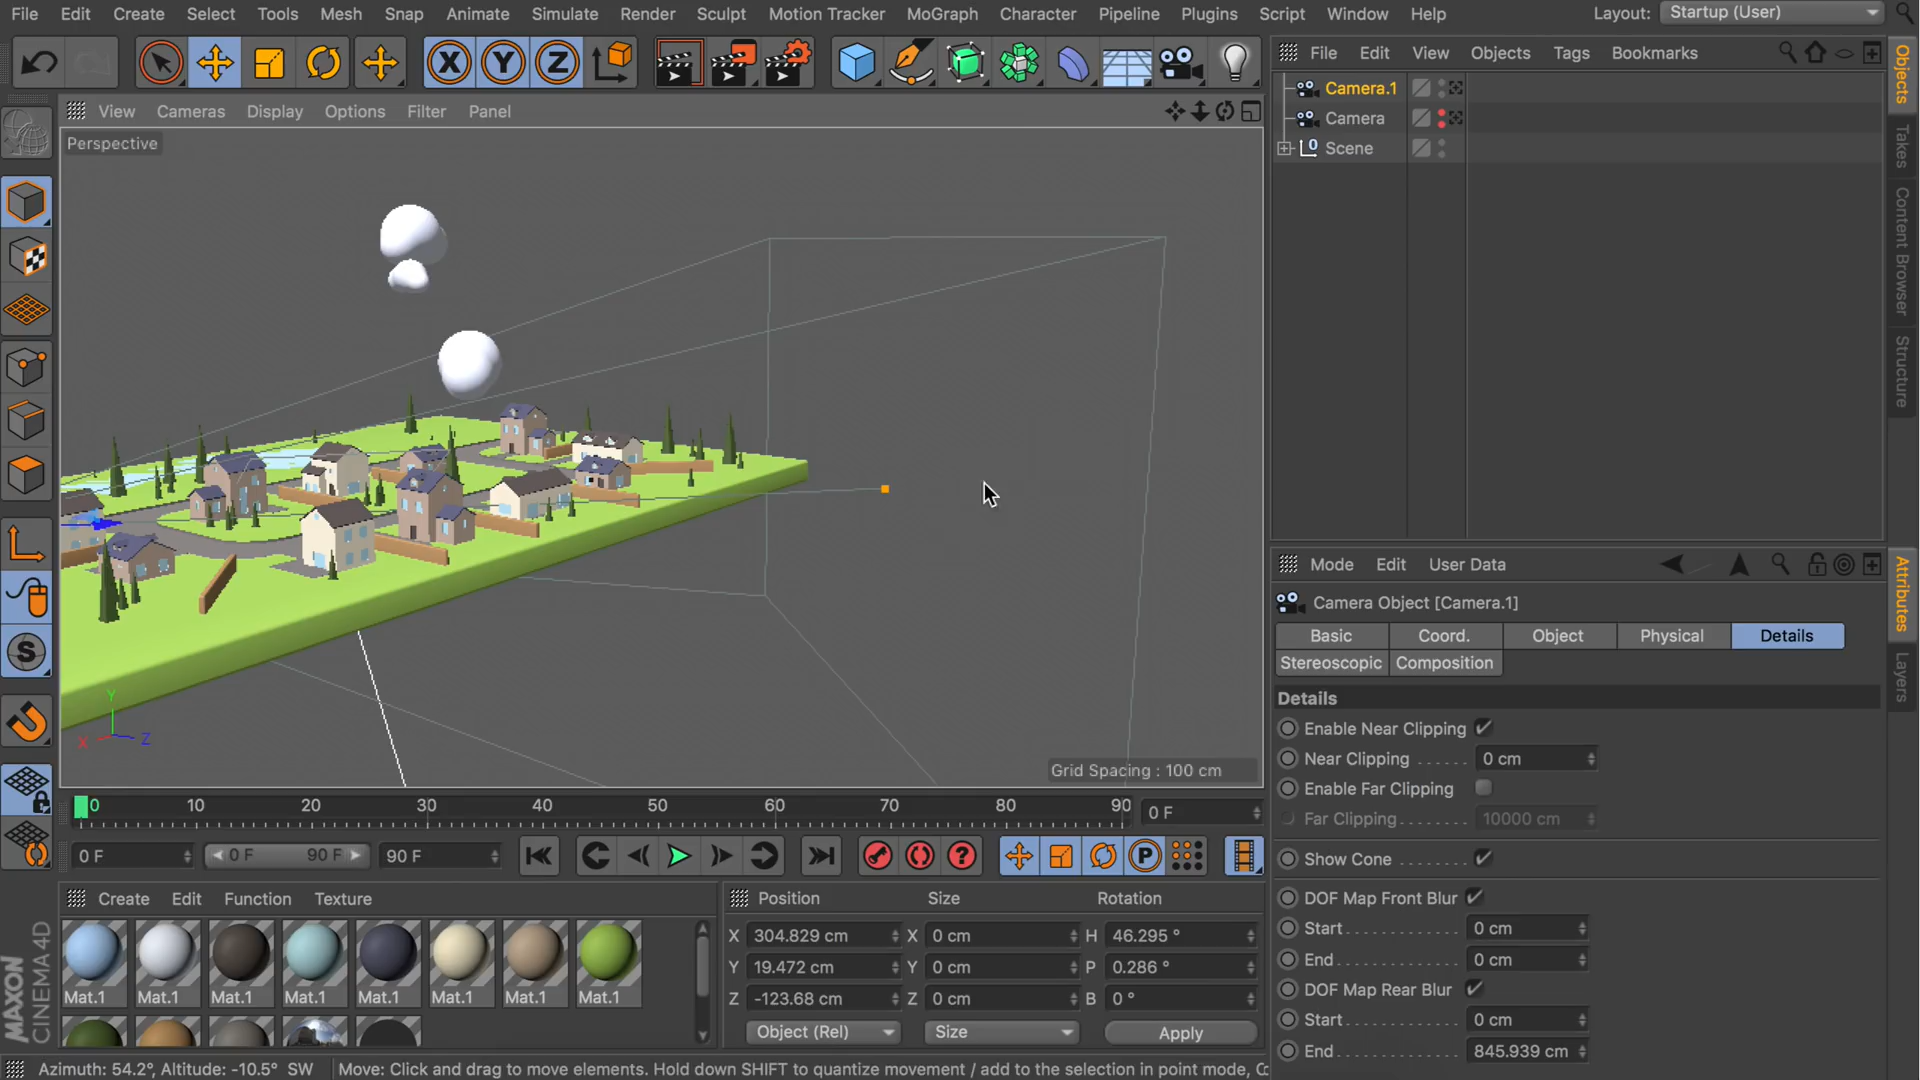 File Edit Create Select Tools Mesh Snap Animate Simulate Render Sculpt Motion Tracker MoGraph Character Pipeline Plugins Script Window Help Layout: Startup (User)
File Edit View Objects Tags Bookmarks
Camera.1
Camera
Scene
Objects
Takes
Content Browser
Structure
View Cameras Display Options Filter Panel
Perspective
Grid Spacing : 100 cm
0 10 20 30 40 50 60 70 80 90 0 F
0 F 0 F 90 F 90 F
Create Edit Function Texture
Mat.1 Mat.1 Mat.1 Mat.1 Mat.1 Mat.1 Mat.1 Mat.1
Position Size Rotation
X 304.829 cm X 0 cm H 46.295 °
Y 19.472 cm Y 0 cm P 0.286 °
Z -123.68 cm Z 0 cm B 0 °
Object (Rel) Size Apply
Mode Edit User Data
Camera Object [Camera.1]
Basic Coord. Object Physical Details
Stereoscopic Composition
Details
Enable Near Clipping
Near Clipping 0 cm
Enable Far Clipping
Far Clipping 10000 cm
Show Cone
DOF Map Front Blur
Start 0 cm
End 0 cm
DOF Map Rear Blur
Start 0 cm
End 845.939 cm
Attributes
Layers
MAXON
CINEMA 4D
Azimuth: 54.2°, Altitude: -10.5° SW Move: Click and drag to move elements. Hold down SHIFT to quantize movement / add to the selection in point mode,
X Y Z
Y
X Z
0
S
P